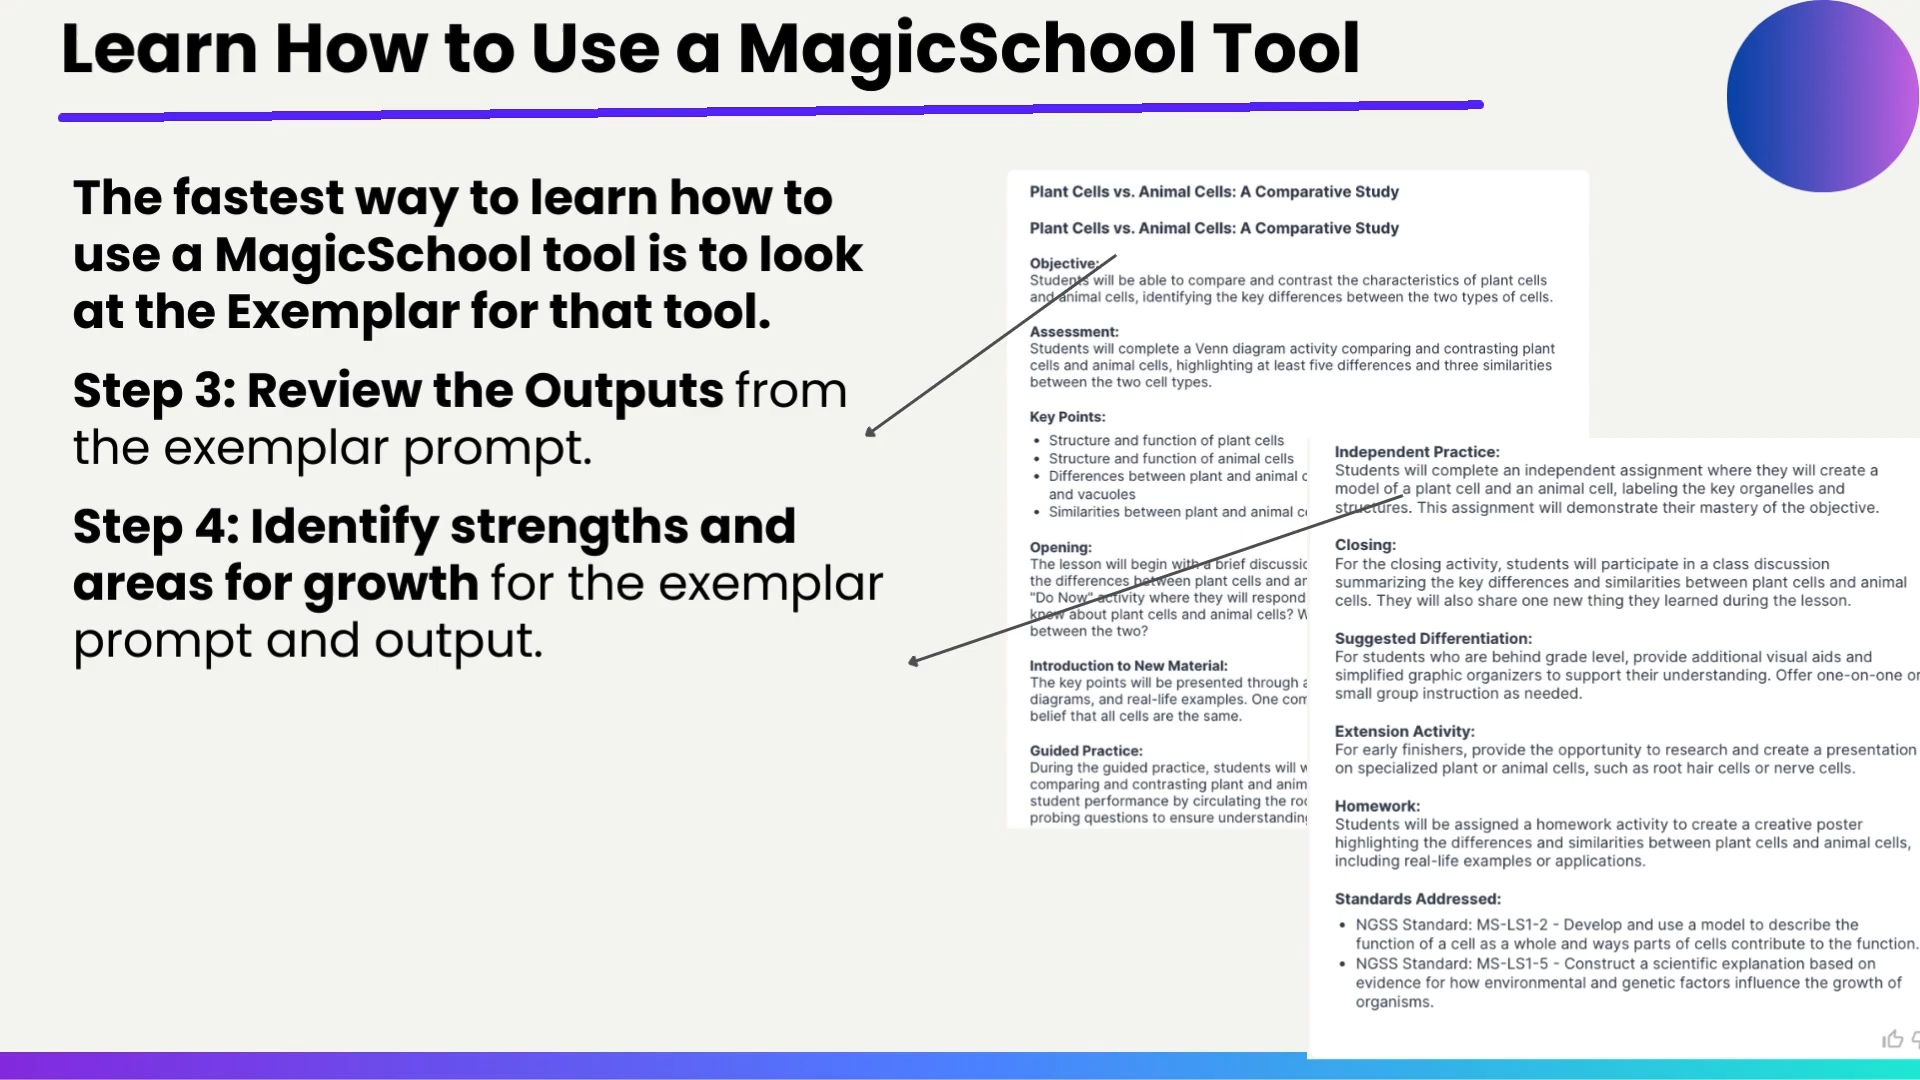 Learn How to Use a MagicSchool Tool
The fastest way to learn how to
use a MagicSchool tool is to look
at the Exemplar for that tool.
Step 3: Review the Outputs from
the exemplar prompt.
Step 4: Identify strengths and
areas for growth for the exemplar
prompt and output.
Plant Cells vs. Animal Cells: A Comparative Study
Plant Cells vs. Animal Cells: A Comparative Study
Objective:
Students will be able to compare and contrast the characteristics of plant cells
and animal cells, identifying the key differences between the two types of cells.
Assessment:
Students will complete a Venn diagram activity comparing and contrasting plant
cells and animal cells, highlighting at least five differences and three similarities
between the two cell types.
Key Points:
• Structure and function of plant cells
• Structure and function of animal cells
• Differences between plant and animal
and vacuoles
• Similarities between plant and animal
Opening:
The lesson will begin with a brief
the differences between plant cells and
"Do Now" activity where they will respond
know about plant cells and animal cells?
between the two?
Introduction to New Material:
The key points will be presented through
diagrams, and real-life examples. One
belief that all cells are the same.
Guided Practice:
During the guided practice, students will
comparing and contrasting plant and
student performance by circulating the
probing questions to ensure understanding
Independent Practice:
Students will complete an independent assignment where they will create a
model of a plant cell and an animal cell, labeling the key organelles and
structures. This assignment will demonstrate their mastery of the objective.
Closing:
For the closing activity, students will participate in a class discussion
summarizing the key differences and similarities between plant cells and animal
cells. They will also share one new thing they learned during the lesson.
Suggested Differentiation:
For students who are behind grade level, provide additional visual aids and
simplified graphic organizers to support their understanding. Offer one-on-one or
small group instruction as needed.
Extension Activity:
For early finishers, provide the opportunity to research and create a presentation
on specialized plant or animal cells, such as root hair cells or nerve cells.
Homework:
Students will be assigned a homework activity to create a creative poster
highlighting the differences and similarities between plant cells and animal cells,
including real-life examples or applications.
Standards Addressed:
• NGSS Standard: MS-LS1-2 - Develop and use a model to describe the
function of a cell as a whole and ways parts of cells contribute to the function.
• NGSS Standard: MS-LS1-5 - Construct a scientific explanation based on
evidence for how environmental and genetic factors influence the growth of
organisms.